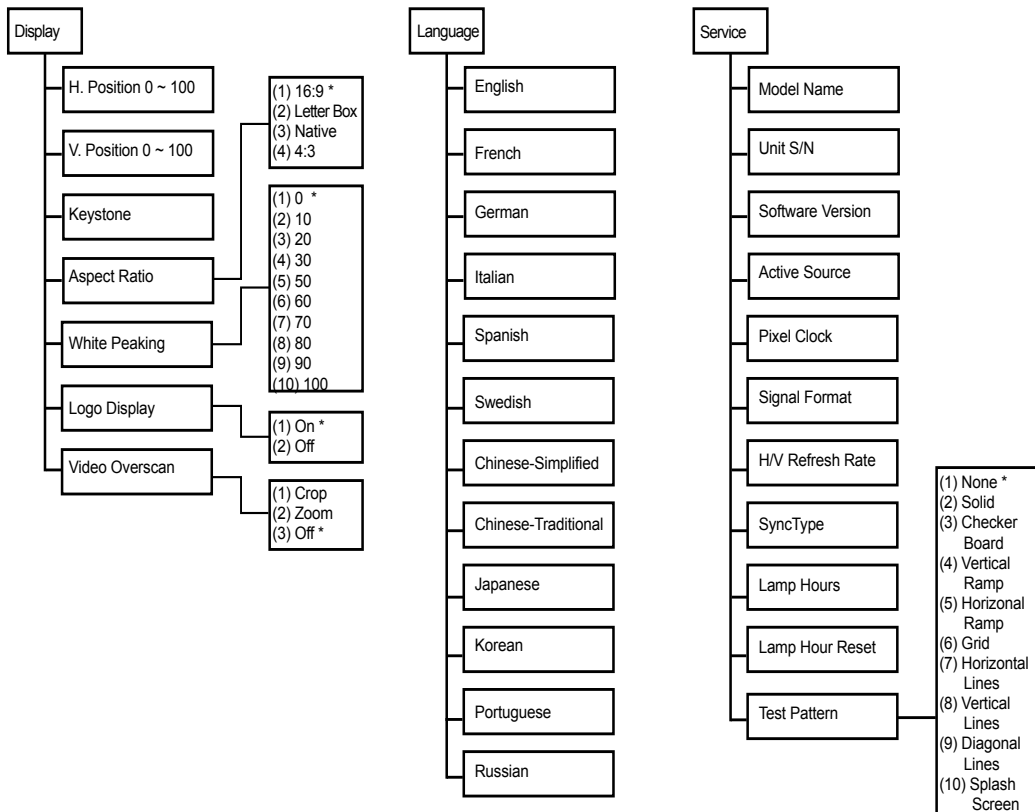 Display
H. Position 0 ~ 100
V. Position 0 ~ 100
Keystone
Aspect Ratio
White Peaking
Logo Display
Video Overscan
(1) 16:9 *
(2) Letter Box
(3) Native
(4) 4:3
(1) 0 *
(2) 10
(3) 20
(4) 30
(5) 50
(6) 60
(7) 70
(8) 80
(9) 90
(10) 100
(1) On *
(2) Off
(1) Crop
(2) Zoom
(3) Off *
Language
English
French
German
Italian
Spanish
Swedish
Chinese-Simplified
Chinese-Traditional
Japanese
Korean
Portuguese
Russian
Service
Model Name
Unit S/N
Software Version
Active Source
Pixel Clock
Signal Format
H/V Refresh Rate
SyncType
Lamp Hours
Lamp Hour Reset
Test Pattern
(1) None *
(2) Solid
(3) Checker
Board
(4) Vertical
Ramp
(5) Horizonal
Ramp
(6) Grid
(7) Horizontal
Lines
(8) Vertical
Lines
(9) Diagonal
Lines
(10) Splash
Screen